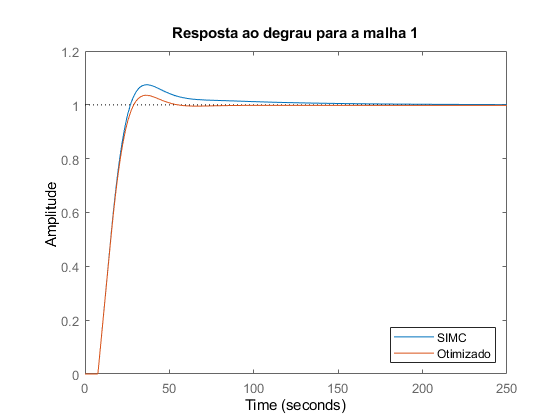 Resposta ao degrau para a malha 1
1.2
1
0.8
0.6
0.4
0.2
0
Amplitude
0 50 100 150 200 250
Time (seconds)
SIMC
Otimizado